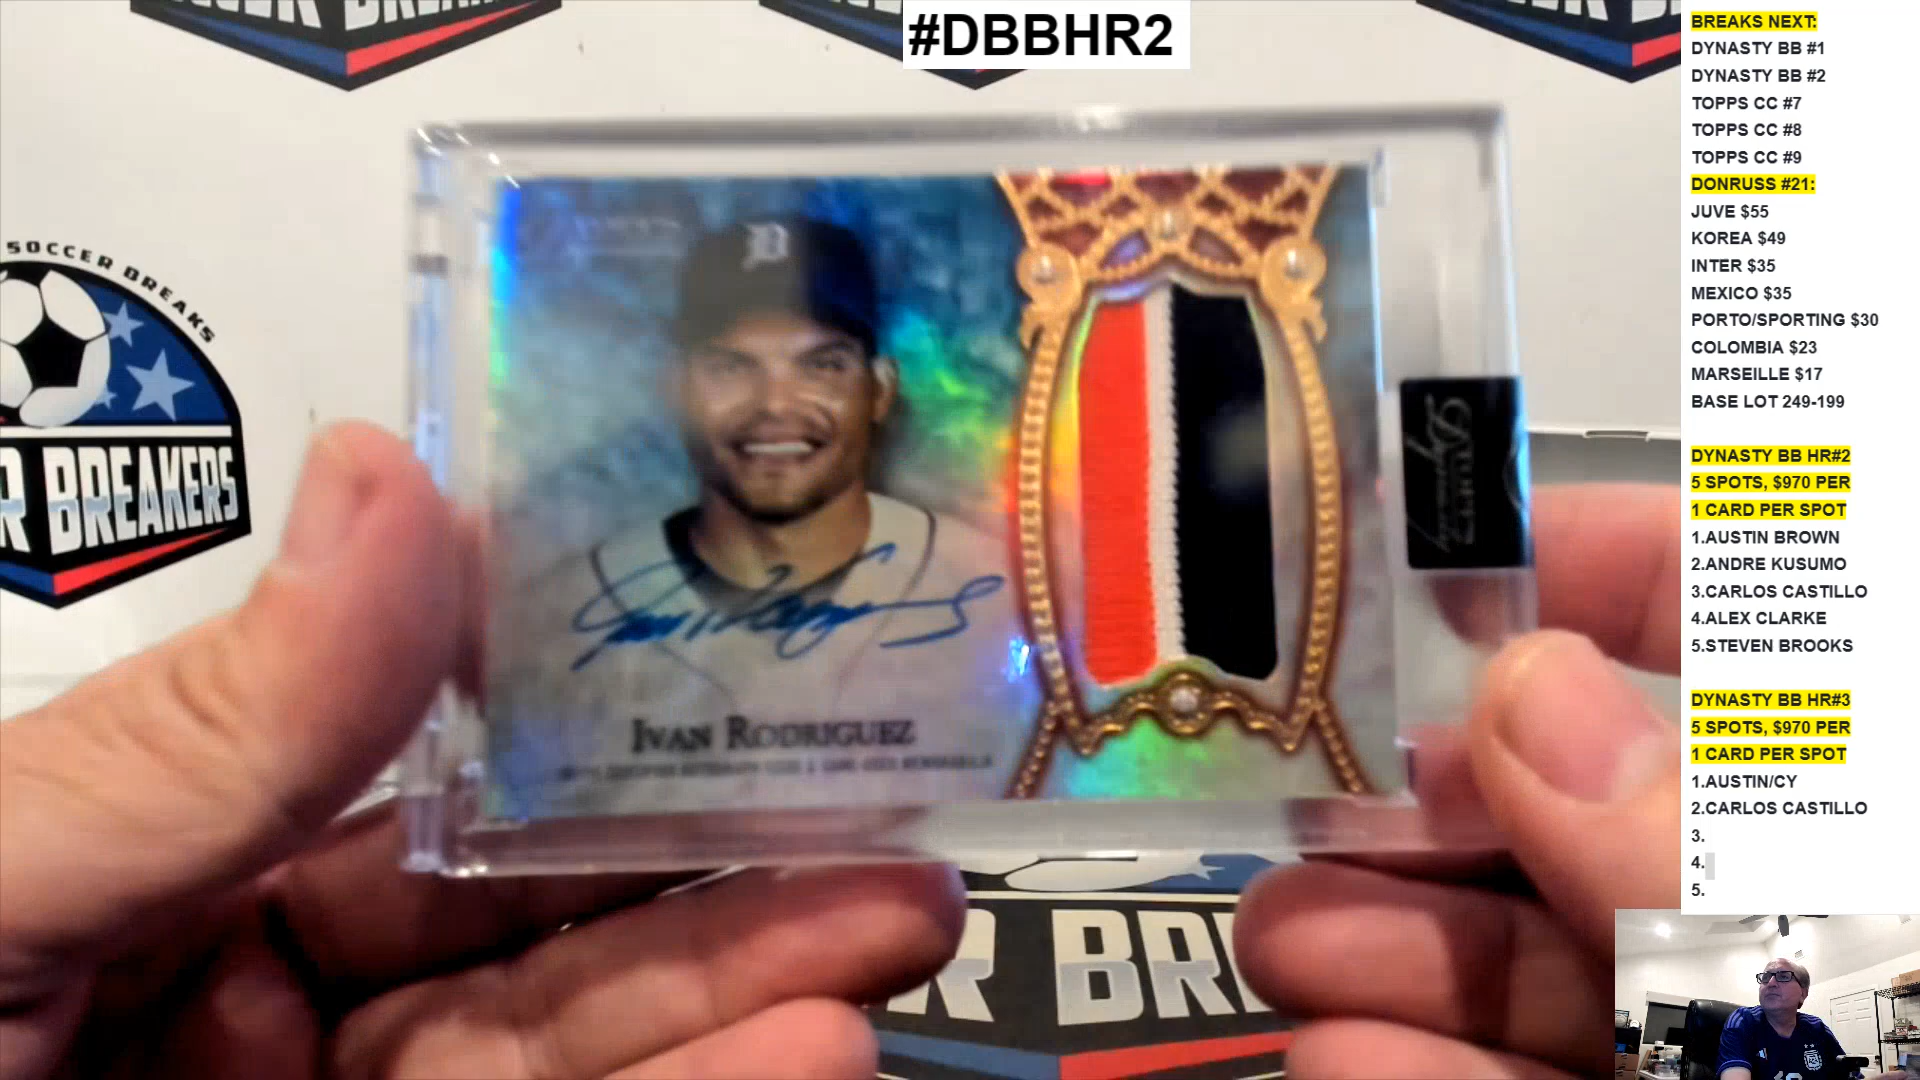 #DBBHR2
SOCCER BREAKS
R BREAKERS
D
IVAN RODRIGUEZ
TOPPS
Dynasty
R BRE
BREAKS NEXT:
DYNASTY BB #1
DYNASTY BB #2
TOPPS CC #7
TOPPS CC #8
TOPPS CC #9
DONRUSS #21:
JUVE $55
KOREA $49
INTER $35
MEXICO $35
PORTO/SPORTING $30
COLOMBIA $23
MARSEILLE $17
BASE LOT 249-199
DYNASTY BB HR#2
5 SPOTS, $970 PER
1 CARD PER SPOT
1.AUSTIN BROWN
2.ANDRE KUSUMO
3.CARLOS CASTILLO
4.ALEX CLARKE
5.STEVEN BROOKS
DYNASTY BB HR#3
5 SPOTS, $970 PER
1 CARD PER SPOT
1.AUSTIN/CY
2.CARLOS CASTILLO
3.
4.
5.